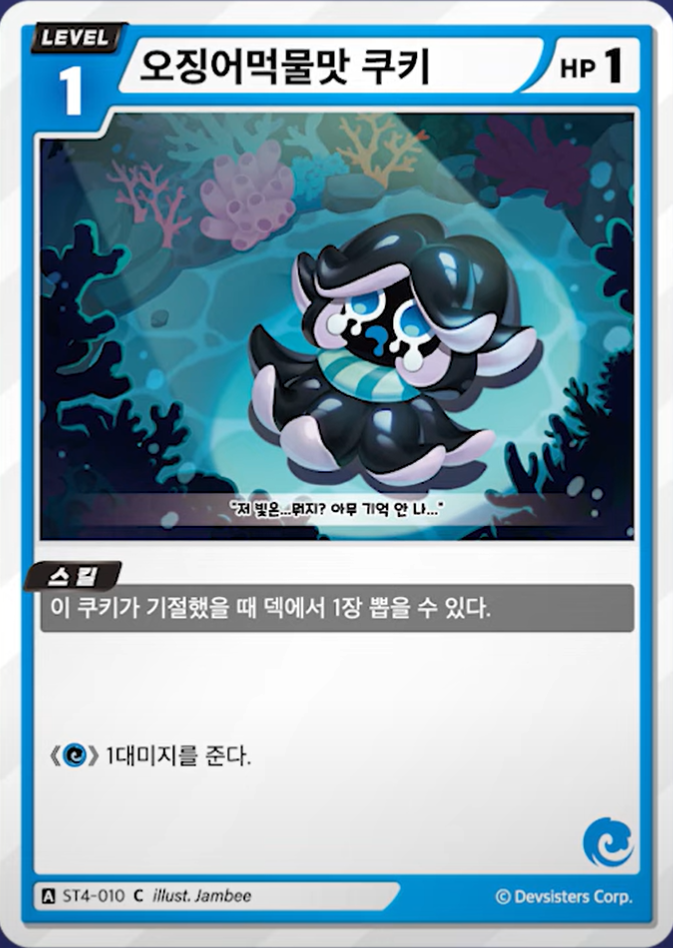 LEVEL
1
오징어먹물맛 쿠키
HP 1
"저 빛은...뭐지? 아무 기억 안 나..."
스킬
이 쿠키가 기절했을 때 덱에서 1장 뽑을 수 있다.
《 》 1대미지를 준다.
A ST4-010 C illust. Jambee
© Devsisters Corp.